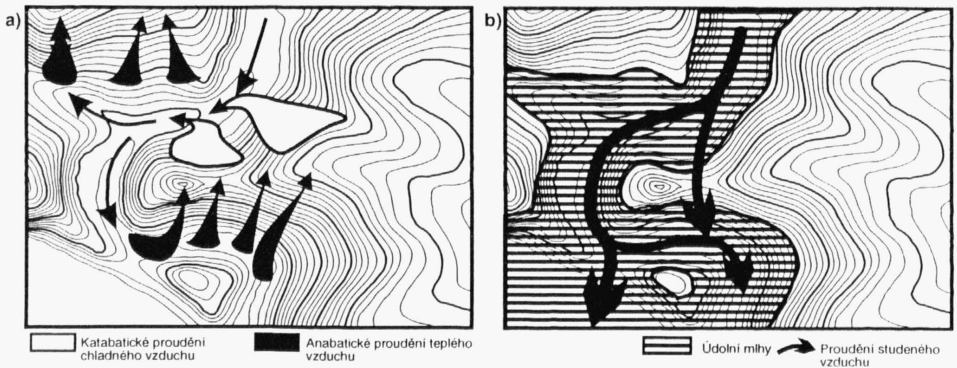 a)
b)
Katabatické proudění
chladného vzduchu
Anabatické proudění teplého
vzduchu
Údolní mlhy
Proudění studeného
vzduchu